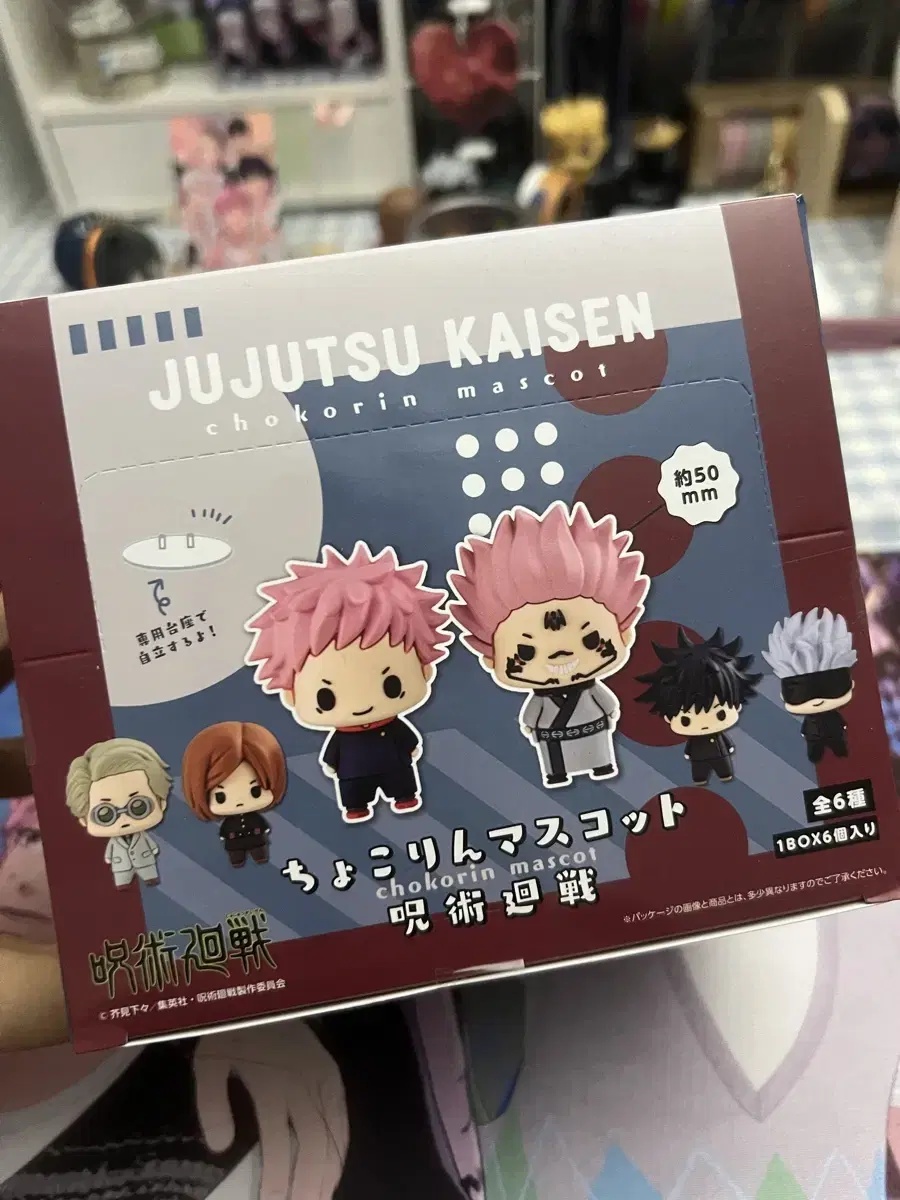 JUJUTSU KAISEN
chokorin mascot
約50
mm
専用台座で
自立するよ!
全6種
1BOX6個入り
ちょこりんマスコット
chokorin mascot
呪術廻戦
※パッケージの画像と商品とは、多少異なりますのでご了承ください。
呪術廻戦
©芥見下々/集英社・呪術廻戦製作委員会